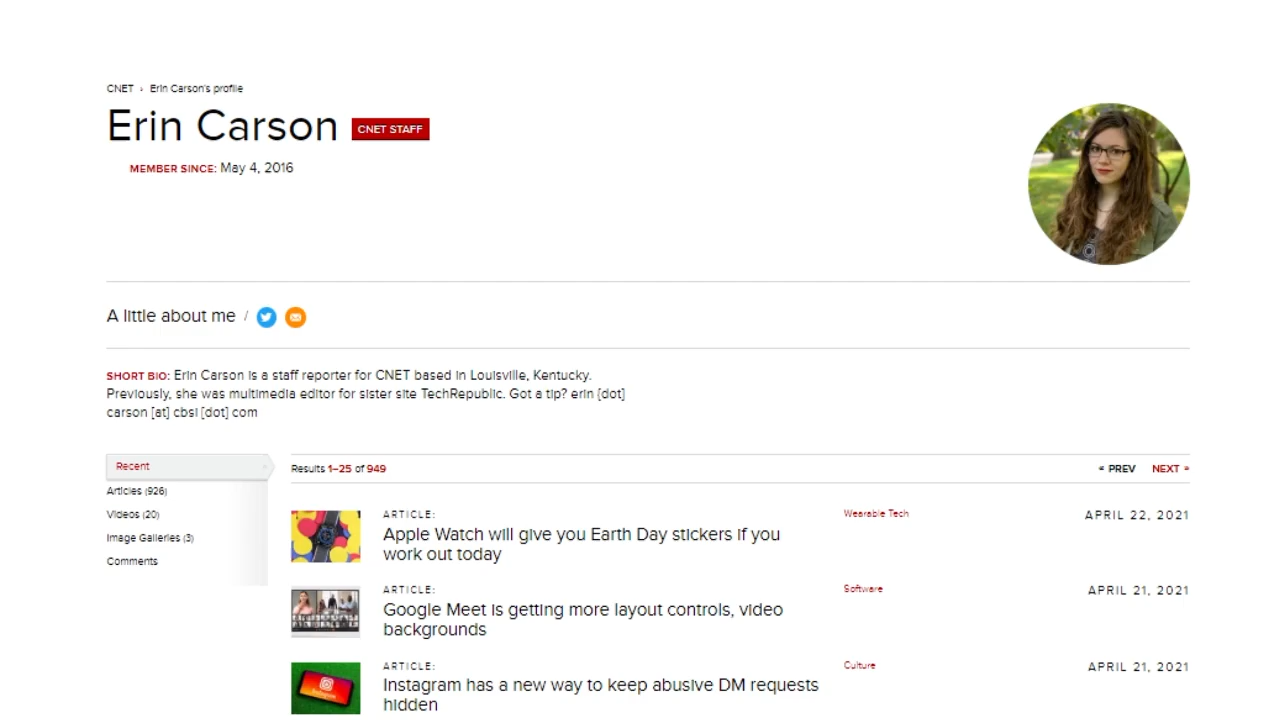 CNET › Erin Carson's profile
Erin Carson CNET STAFF
MEMBER SINCE: May 4, 2016
A little about me /
SHORT BIO: Erin Carson is a staff reporter for CNET based in Louisville, Kentucky.
Previously, she was multimedia editor for sister site TechRepublic. Got a tip? erin {dot]
carson [at] cbsi [dot] com
Recent
Articles (926)
Videos (20)
Image Galleries (3)
Comments
Results 1–25 of 949
« PREV NEXT »
ARTICLE:
Apple Watch will give you Earth Day stickers if you
work out today
Wearable Tech
APRIL 22, 2021
ARTICLE:
Google Meet is getting more layout controls, video
backgrounds
Software
APRIL 21, 2021
ARTICLE:
Instagram has a new way to keep abusive DM requests
hidden
Culture
APRIL 21, 2021